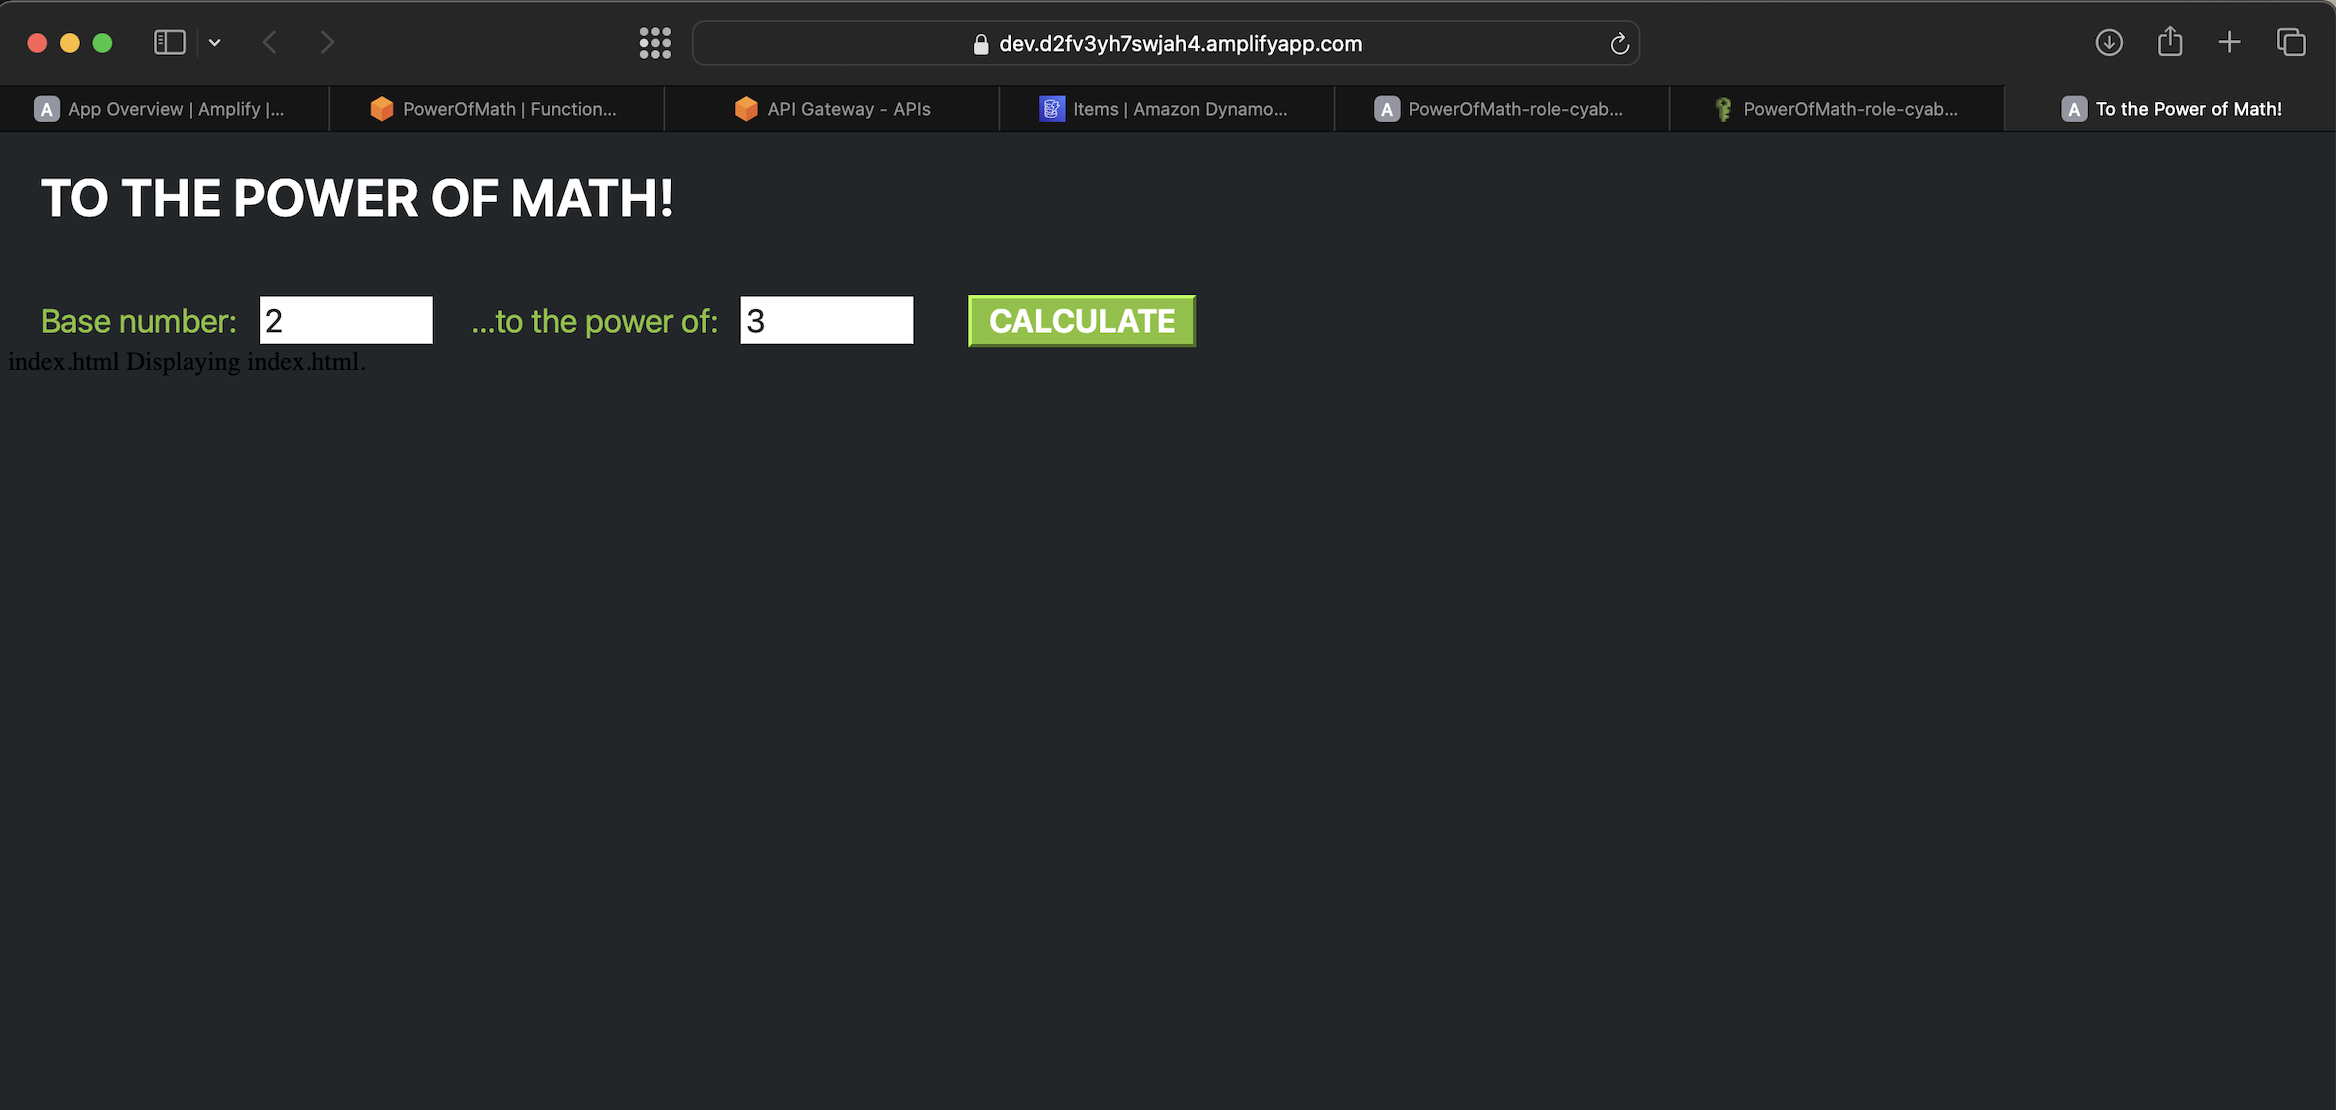 dev.d2fv3yh7swjah4.amplifyapp.com
A App Overview | Amplify |... PowerOfMath | Function... API Gateway - APIs Items | Amazon Dynamo... A PowerOfMath-role-cyab... PowerOfMath-role-cyab... A To the Power of Math!
TO THE POWER OF MATH!
Base number: 2 ...to the power of: 3 CALCULATE
index.html Displaying index.html.